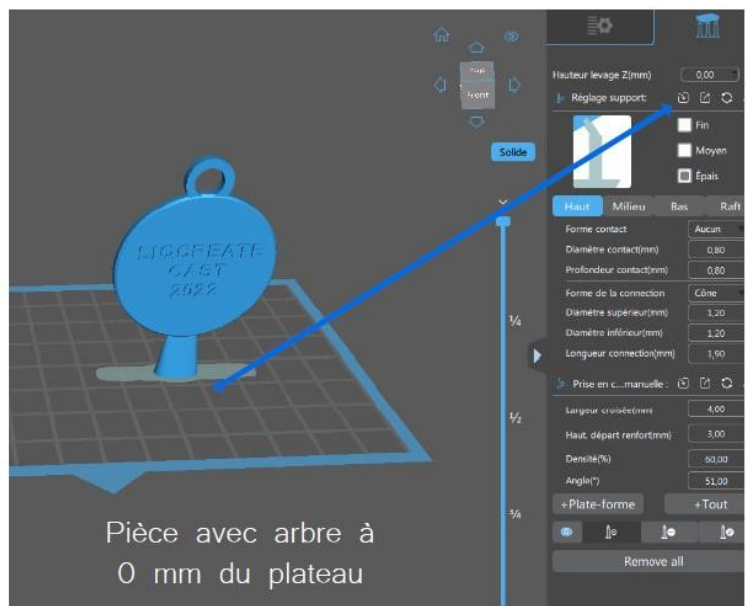 Hauteur levage Z(mm) 0,00
Réglage support:
Top
Front
Fin
Solide
Moyen
Épais
Haut Milieu Bas Raft
Forme contact Aucun
LIQCREATE
CAST
2022
Diamètre contact(mm) 0,80
Profondeur contact(mm) 0,80
Forme de la connection Cône
Diamètre supérieur(mm) 1,20
¼
Diamètre inférieur(mm) 1,20
Longueur connection(mm) 1,90
Prise en c...manuelle :
Largeur croisée(mm) 4,00
½
Haut. départ renfort(mm) 3,00
Densité(%) 60,00
Angle(°) 51,00
+Plate-forme +Tout
¾
Pièce avec arbre à
0 mm du plateau
Remove all